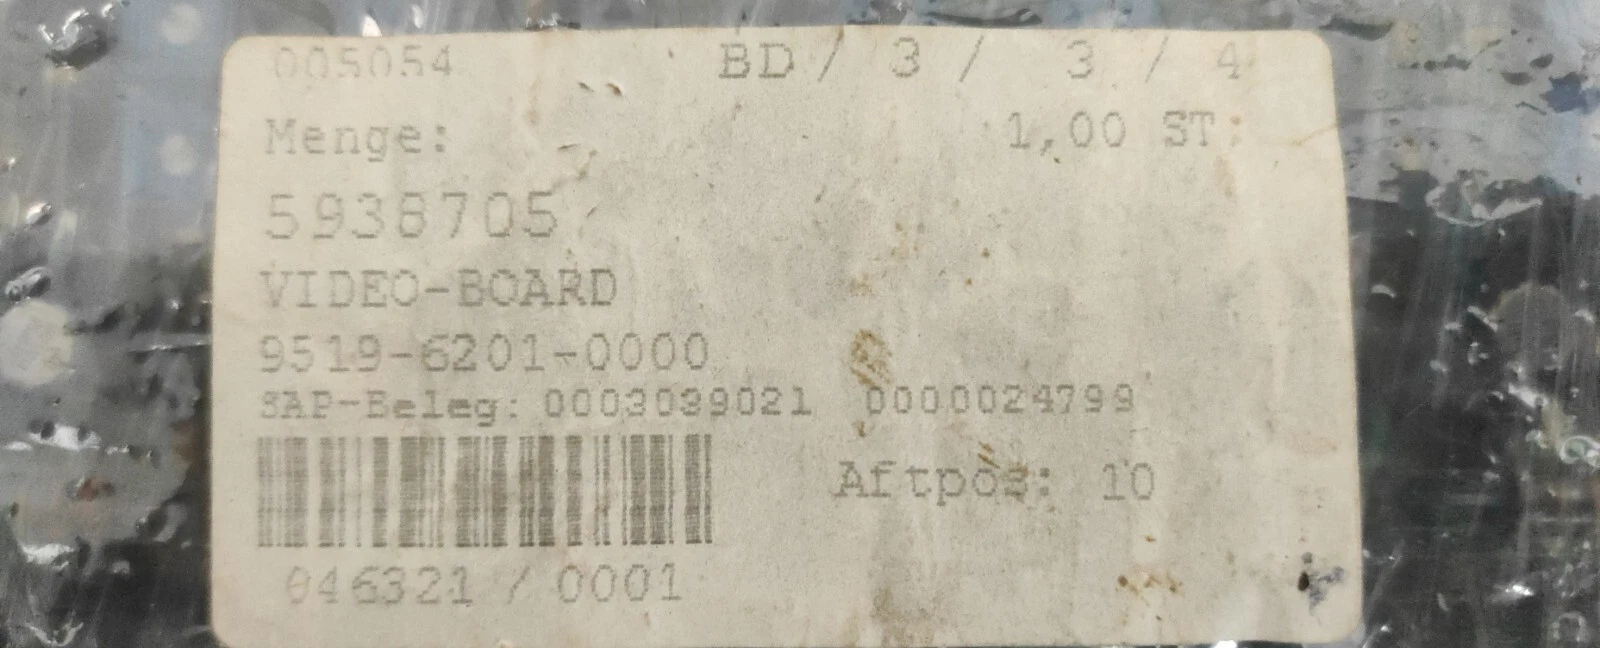 005054 BD / 3 / 3 / 4
Menge: 1,00 ST
5938705
VIDEO-BOARD
9519-6201-0000
SAP-Beleg: 0003039021 0000024799
Aftpos: 10
046321 / 0001